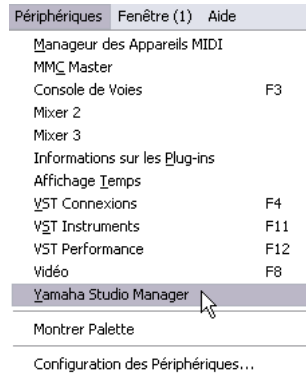 Périphériques Fenêtre (1) Aide
Manageur des Appareils MIDI
MMC Master
Console de Voies F3
Mixer 2
Mixer 3
Informations sur les Plug-ins
Affichage Temps
VST Connexions F4
VST Instruments F11
VST Performance F12
Vidéo F8
Yamaha Studio Manager
Montrer Palette
Configuration des Périphériques...